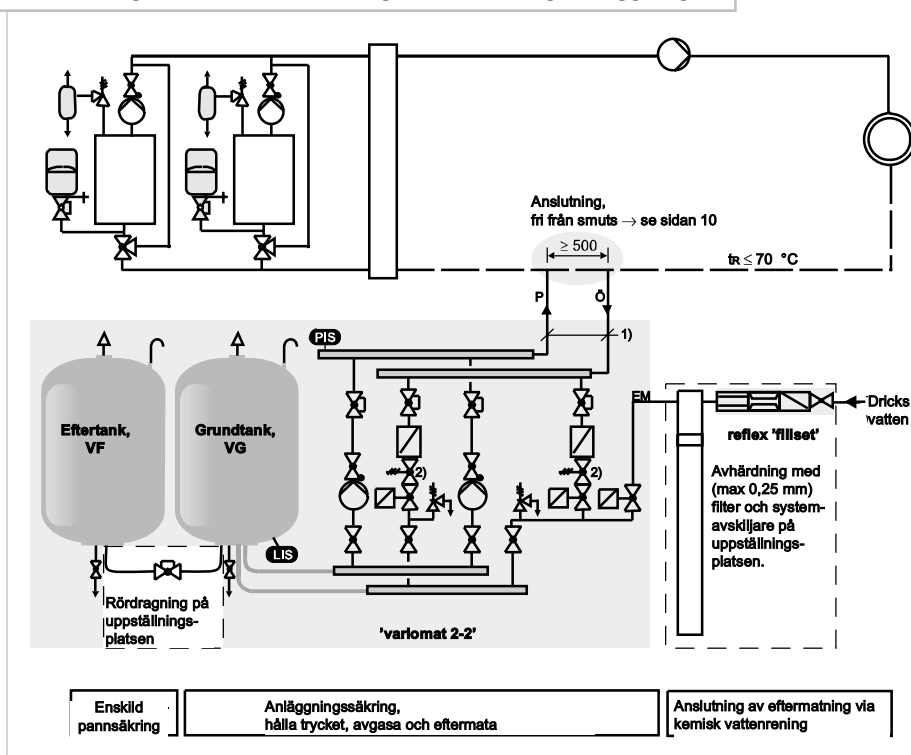 Anslutning,
fri från smuts → se sidan 10
≥ 500
tR ≤ 70 °C
P
Ö
1)
PIS
EM
Dricks
vatten
reflex 'fillset'
Eftertank,
VF
Grundtank,
VG
2)
2)
Avhärdning med
(max 0,25 mm)
filter och system-
avskiljare på
uppställnings-
platsen.
LIS
Rördragning på
uppställnings-
platsen
'variomat 2-2'
Enskild
pannsäkring
Anläggningssäkring,
hålla trycket, avgasa och eftermata
Anslutning av eftermatning via
kemisk vattenrening